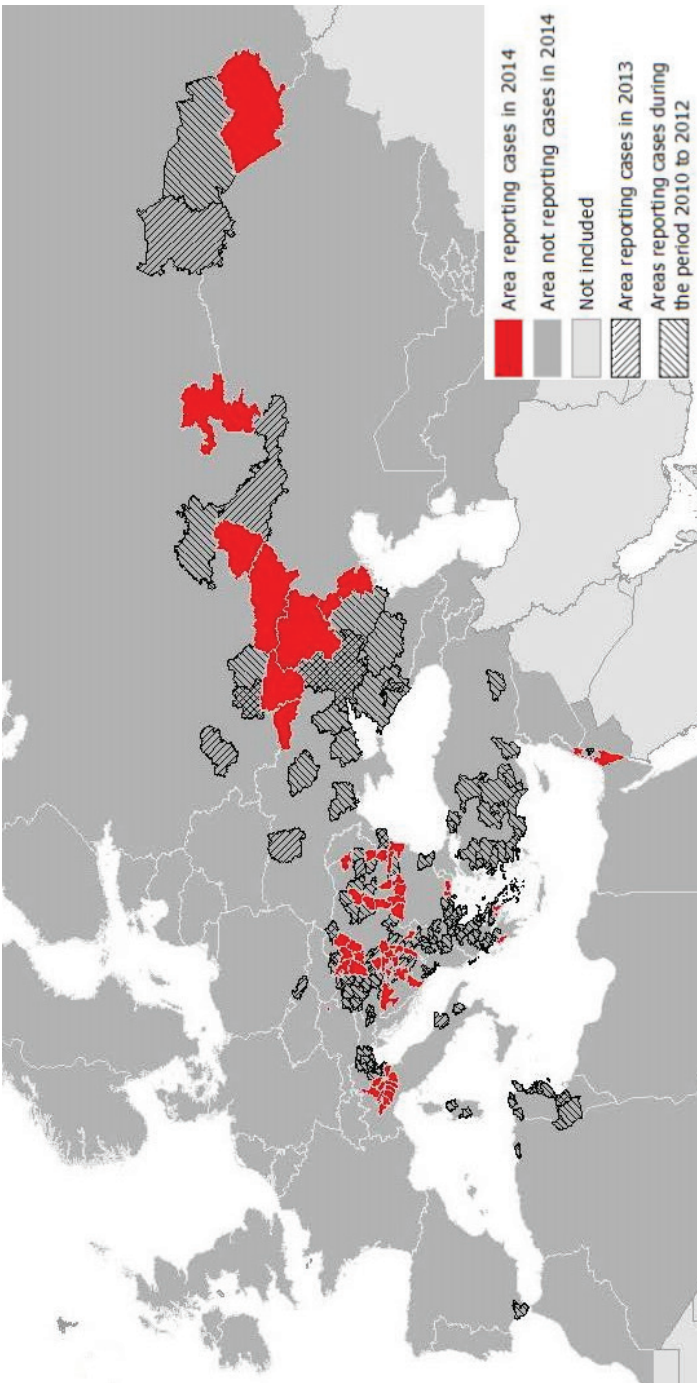 Area reporting cases in 2014
Area not reporting cases in 2014
Not included
Area reporting cases in 2013
Areas reporting cases during
the period 2010 to 2012